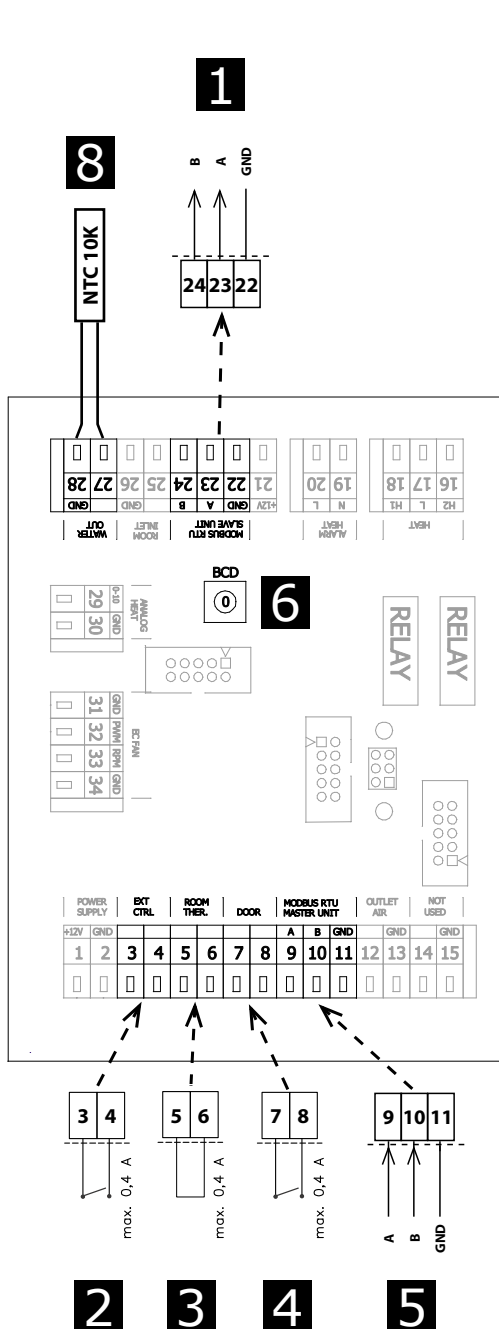 1
B
A
GND
8
NTC 10K
24 23 22
28 27 26 25 24 23 22 21 20 19 18 17 16
GND GND B A GND +12V L N H1 L H2
WATER
OUT
ROOM
INLET
MODBUS RTU
SLAVE UNIT
ALARM
HEAT
HEAT
BCD
0
6
29 0-10
30 GND
ANALOG
HEAT
RELAY
RELAY
31 GND
32 PWM
33 RPM
34 GND
EC FAN
POWER
SUPPLY
EXT
CTRL
ROOM
THER.
DOOR
MODBUS RTU
MASTER UNIT
OUTLET
AIR
NOT
USED
+12V GND A B GND GND GND
1 2 3 4 5 6 7 8 9 10 11 12 13 14 15
3 4
5 6
7 8
9 10 11
max. 0,4 A
max. 0,4 A
max. 0,4 A
A
B
GND
2
3
4
5